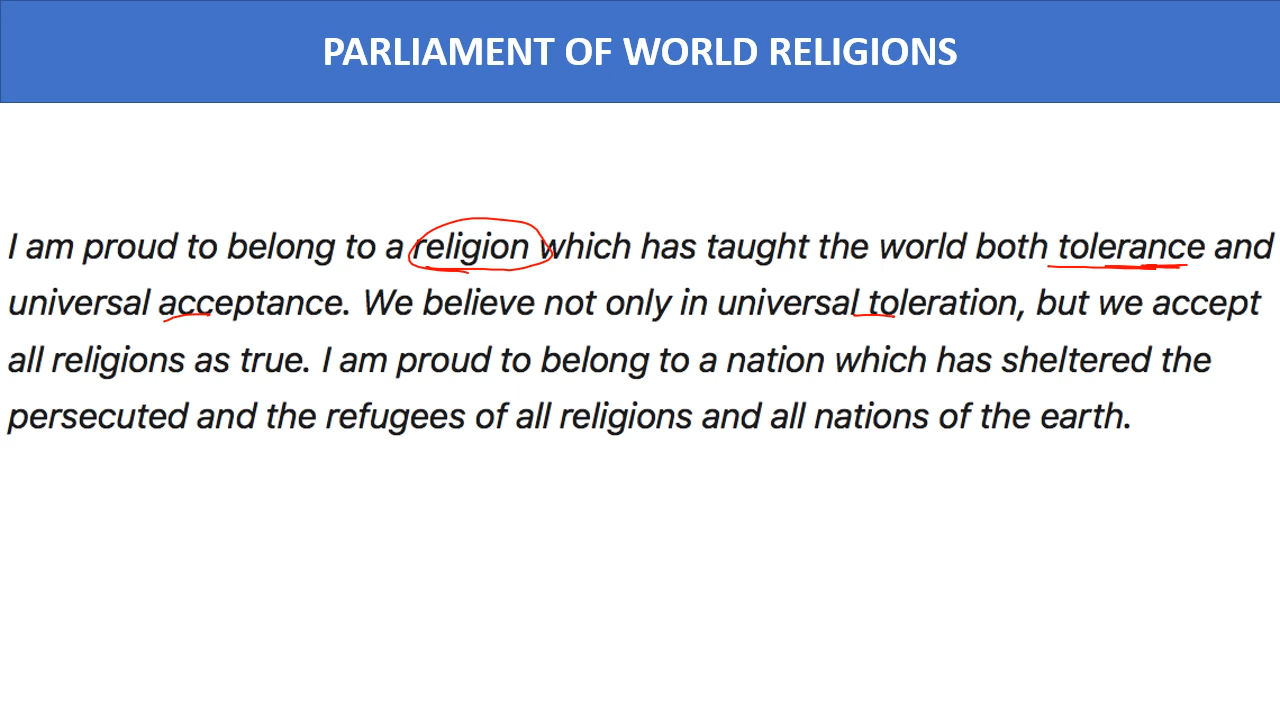 PARLIAMENT OF WORLD RELIGIONS
I am proud to belong to a religion which has taught the world both tolerance and
universal acceptance. We believe not only in universal toleration, but we accept
all religions as true. I am proud to belong to a nation which has sheltered the
persecuted and the refugees of all religions and all nations of the earth.